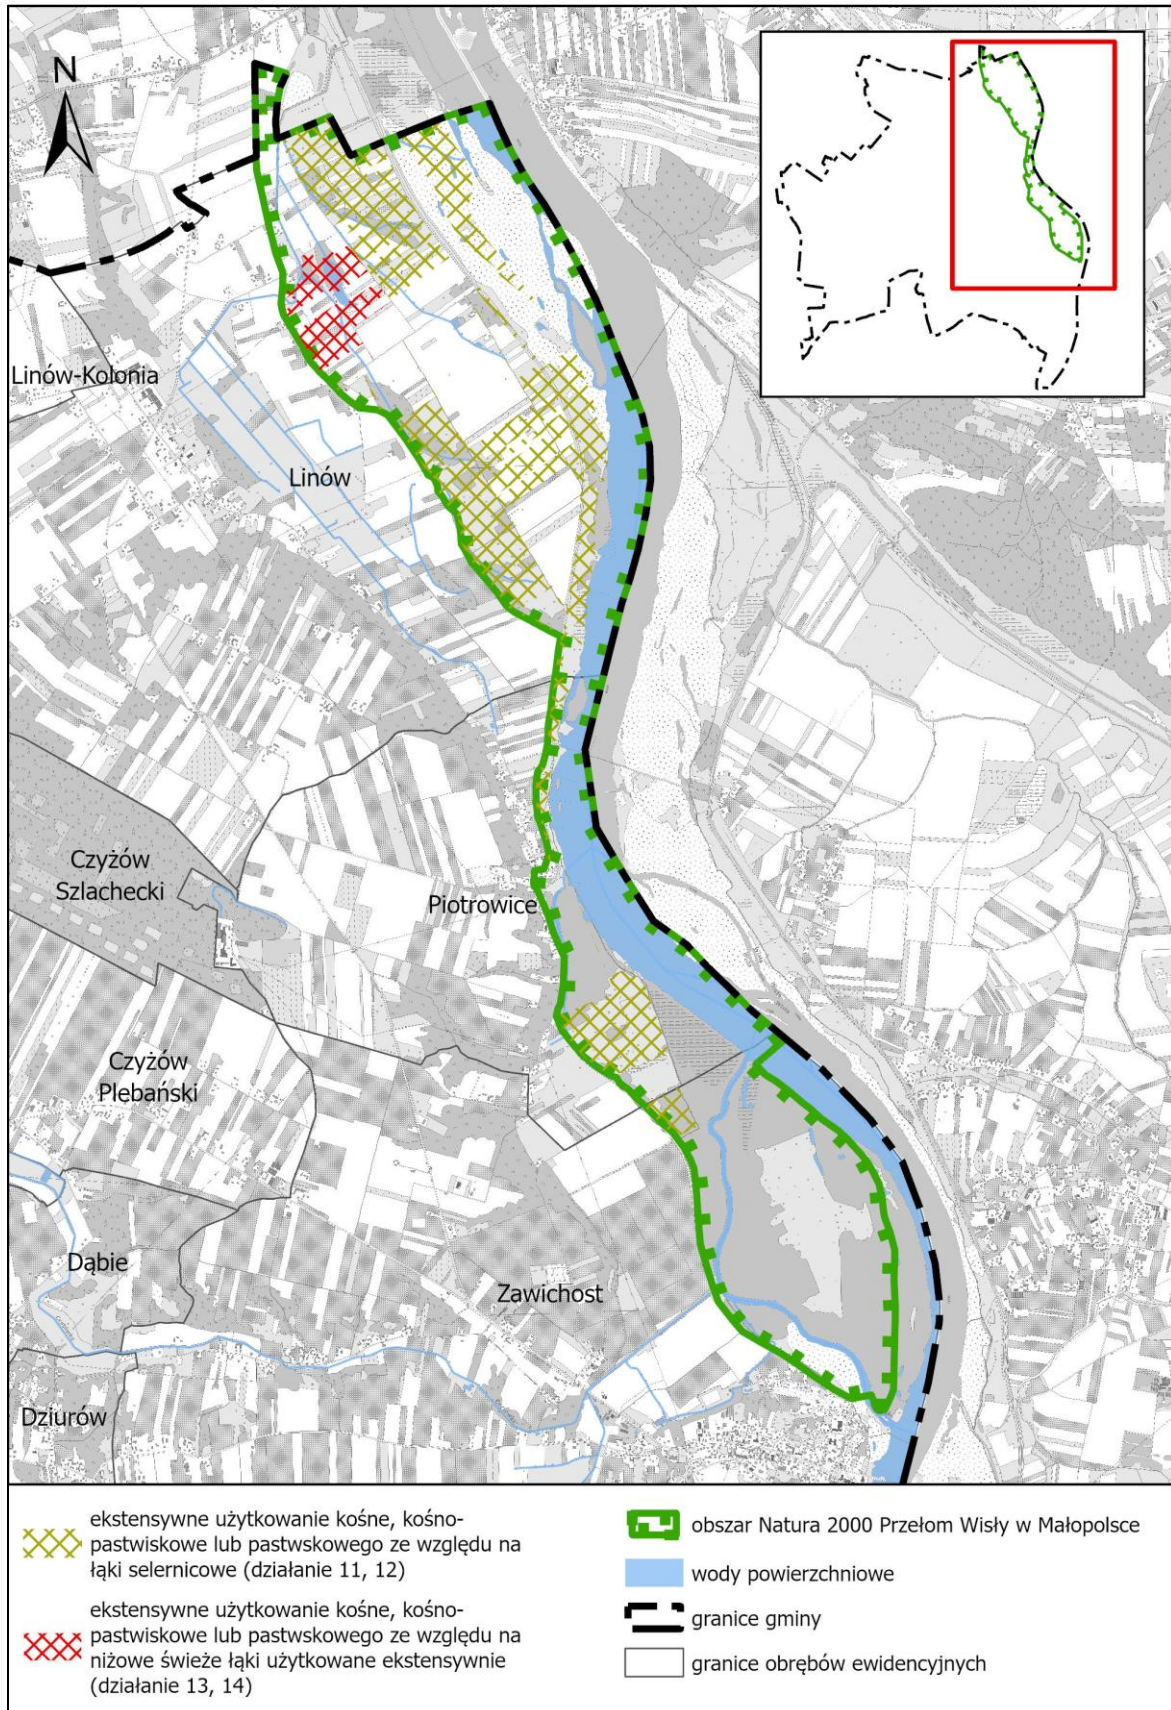 N
Linów-Kolonia
Linów
Czyżów
Szlachecki
Piotrowice
Czyżów
Plebański
Dąbie
Zawichost
Dziurów
ekstensywne użytkowanie kośne, kośno-
pastwiskowe lub pastwskowego ze względu na
łąki selernicowe (działanie 11, 12)
ekstensywne użytkowanie kośne, kośno-
pastwiskowe lub pastwskowego ze względu na
niżowe świeże łąki użytkowane ekstensywnie
(działanie 13, 14)
obszar Natura 2000 Przełom Wisły w Małopolsce
wody powierzchniowe
granice gminy
granice obrębów ewidencyjnych